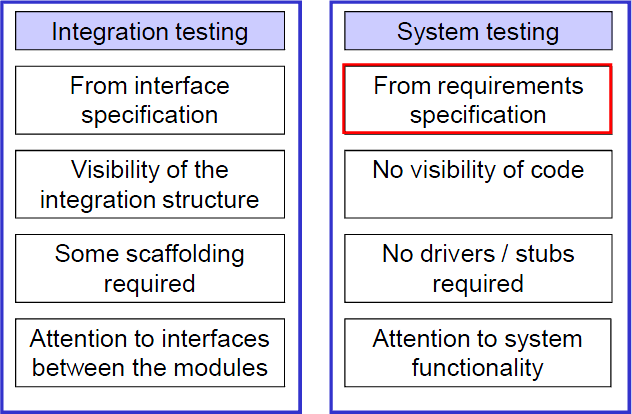 Integration testing
From interface
specification
Visibility of the
integration structure
Some scaffolding
required
Attention to interfaces
between the modules
System testing
From requirements
specification
No visibility of code
No drivers / stubs
required
Attention to system
functionality